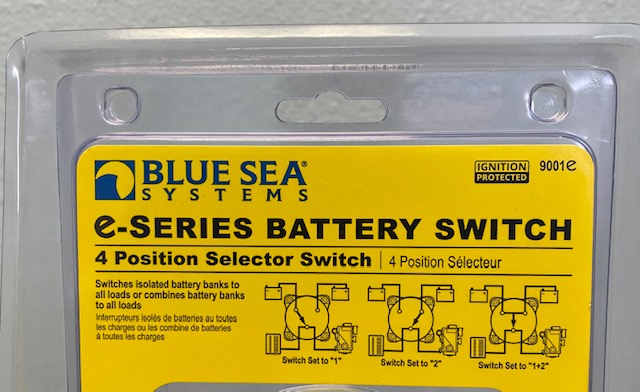 BLUE SEA®
SYSTEMS
IGNITION
PROTECTED
9001e
e-SERIES BATTERY SWITCH
4 Position Selector Switch | 4 Position Sélecteur
Switches isolated battery banks to
all loads or combines battery banks
to all loads
Interrupteurs isolés de batteries au toutes
les charges ou les combine de batteries
à toutes les charges
Switch Set to "1"
Switch Set to "2"
Switch Set to "1+2"